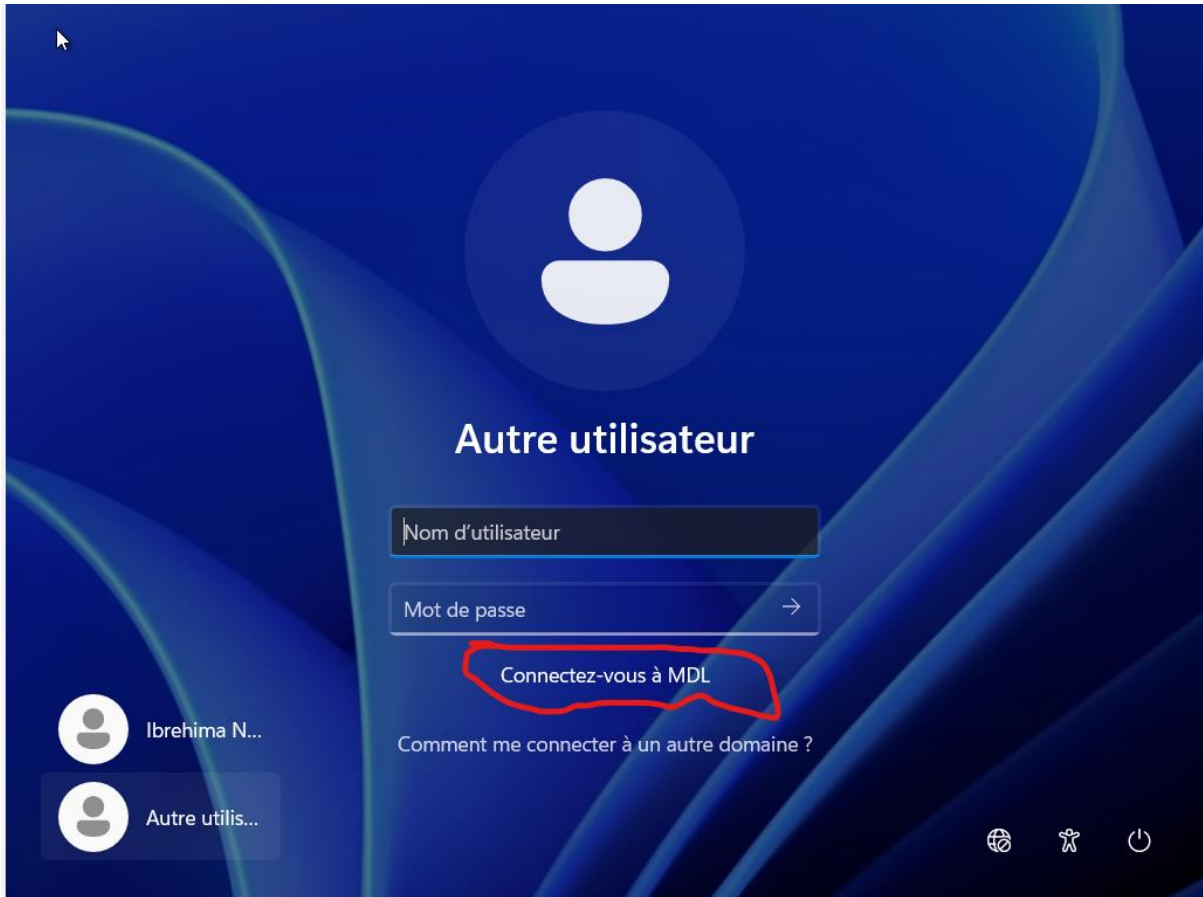 Autre utilisateur
Nom d'utilisateur
Mot de passe
Connectez-vous à MDL
Comment me connecter à un autre domaine ?
Ibrehima N...
Autre utilis...